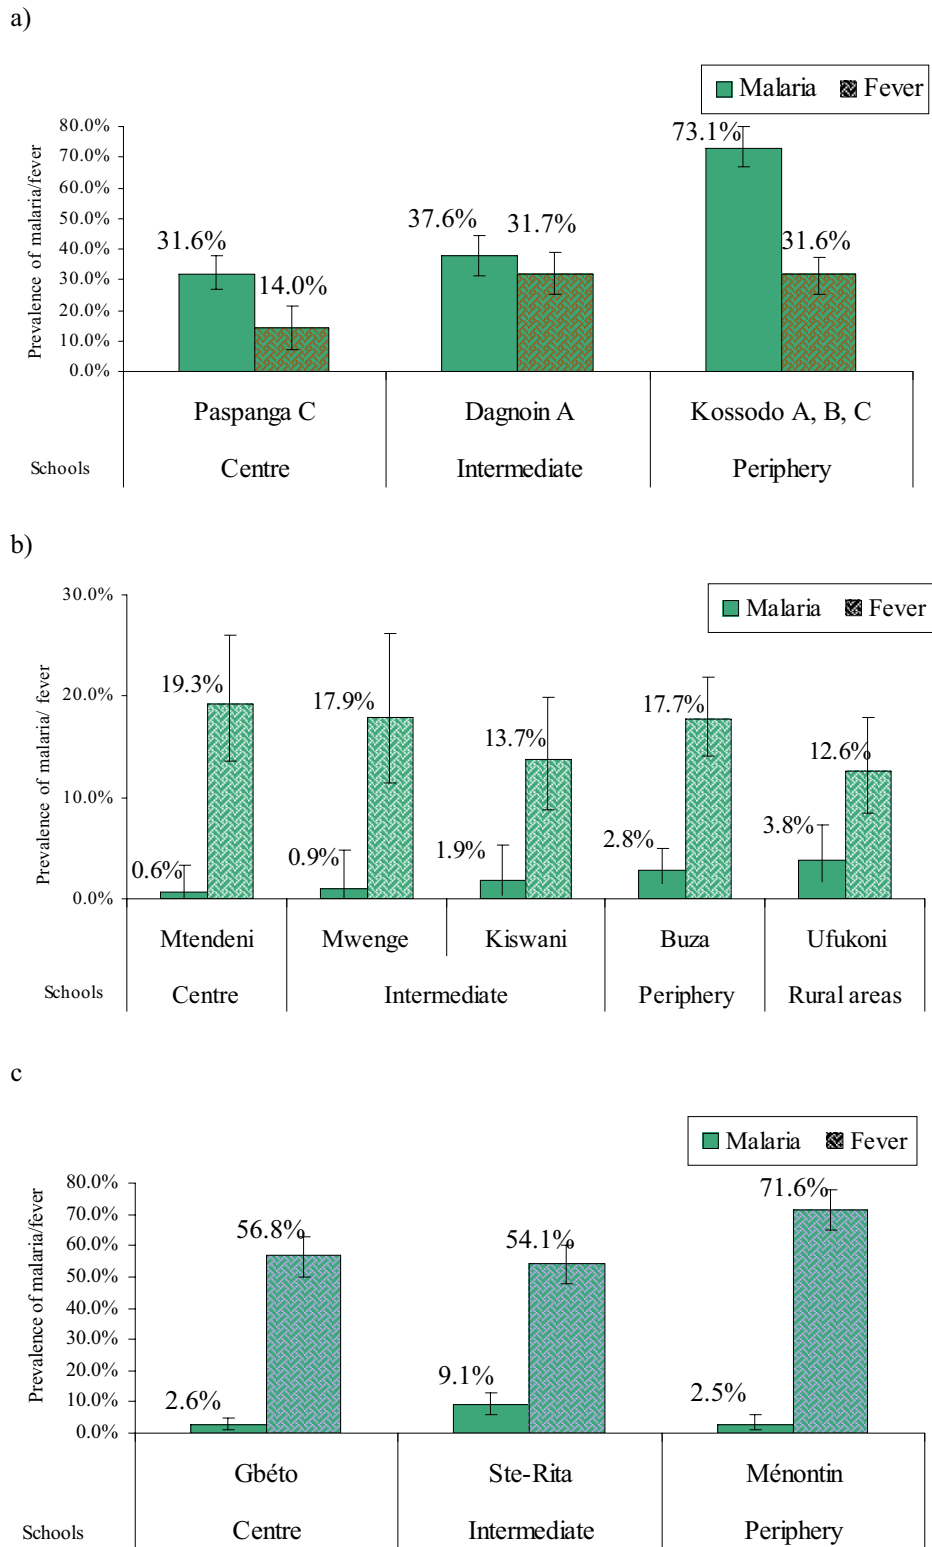 a)
Malaria Fever
Prevalence of malaria/fever
80.0%
70.0%
60.0%
50.0%
40.0%
30.0%
20.0%
10.0%
0.0%
31.6%
14.0%
37.6%
31.7%
73.1%
31.6%
Paspanga C Dagnoin A Kossodo A, B, C
Schools Centre Intermediate Periphery
b)
Malaria Fever
Prevalence of malaria/ fever
30.0%
20.0%
10.0%
0.0%
0.6%
19.3%
0.9%
17.9%
1.9%
13.7%
2.8%
17.7%
3.8%
12.6%
Mtendeni Mwenge Kiswani Buza Ufukoni
Schools Centre Intermediate Periphery Rural areas
c
Malaria Fever
Prevalence of malaria/fever
80.0%
70.0%
60.0%
50.0%
40.0%
30.0%
20.0%
10.0%
0.0%
2.6%
56.8%
9.1%
54.1%
2.5%
71.6%
Gbéto Ste-Rita Ménontin
Schools Centre Intermediate Periphery